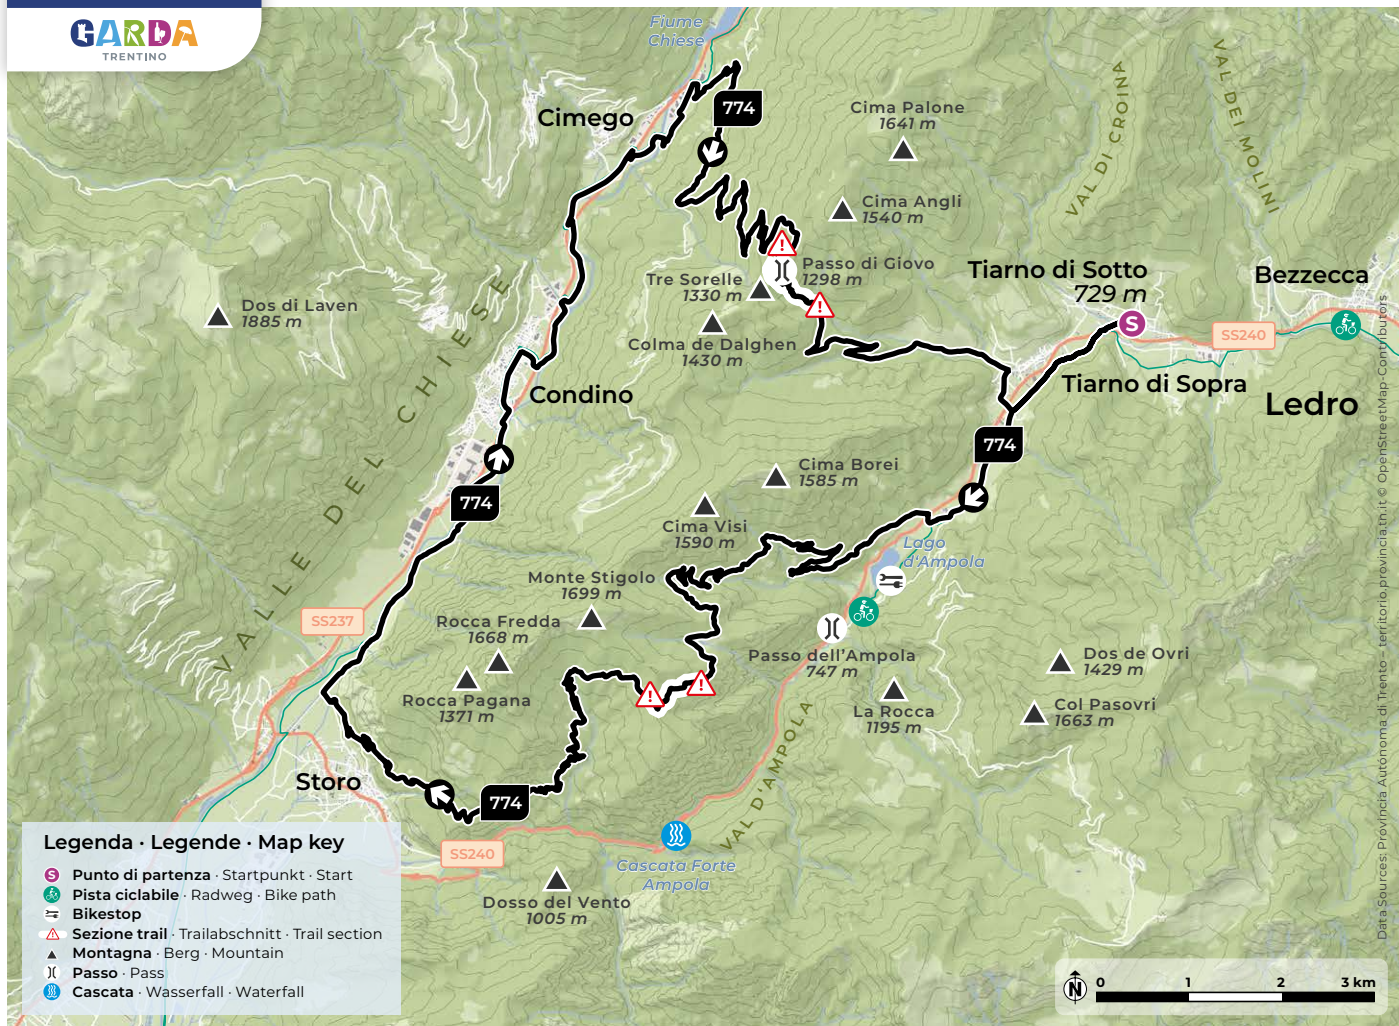 GARDA
TRENTINO
Fiume
Chiese
Cimego
774
Cima Palone
1641 m
VAL DI CROINA
VAL DEI MOLINI
Cima Angli
1540 m
Passo di Giovo
1298 m
Tre Sorelle
1330 m
Tiarno di Sotto
729 m
S
Bezzecca
SS240
Dos di Laven
1885 m
Colma de Dalghen
1430 m
Tiarno di Sopra
Ledro
Condino
VALLE DEL CHIESE
774
774
Cima Borei
1585 m
Cima Visi
1590 m
Lago
d'Ampola
Monte Stigolo
1699 m
SS237
Rocca Fredda
1668 m
Rocca Pagana
1371 m
Passo dell'Ampola
747 m
Dos de Ovri
1429 m
La Rocca
1195 m
Col Pasovri
1663 m
VAL D'AMPOLA
Storo
774
SS240
Cascata Forte
Ampola
Dosso del Vento
1005 m
Legenda · Legende · Map key
S Punto di partenza · Startpunkt · Start
Pista ciclabile · Radweg · Bike path
Bikestop
Sezione trail · Trailabschnitt · Trail section
Montagna · Berg · Mountain
Passo · Pass
Cascata · Wasserfall · Waterfall
N
0 1 2 3 km
Data Sources: Provincia Autonoma di Trento – territorio.provincia.tn.it © OpenStreetMap-Contributors